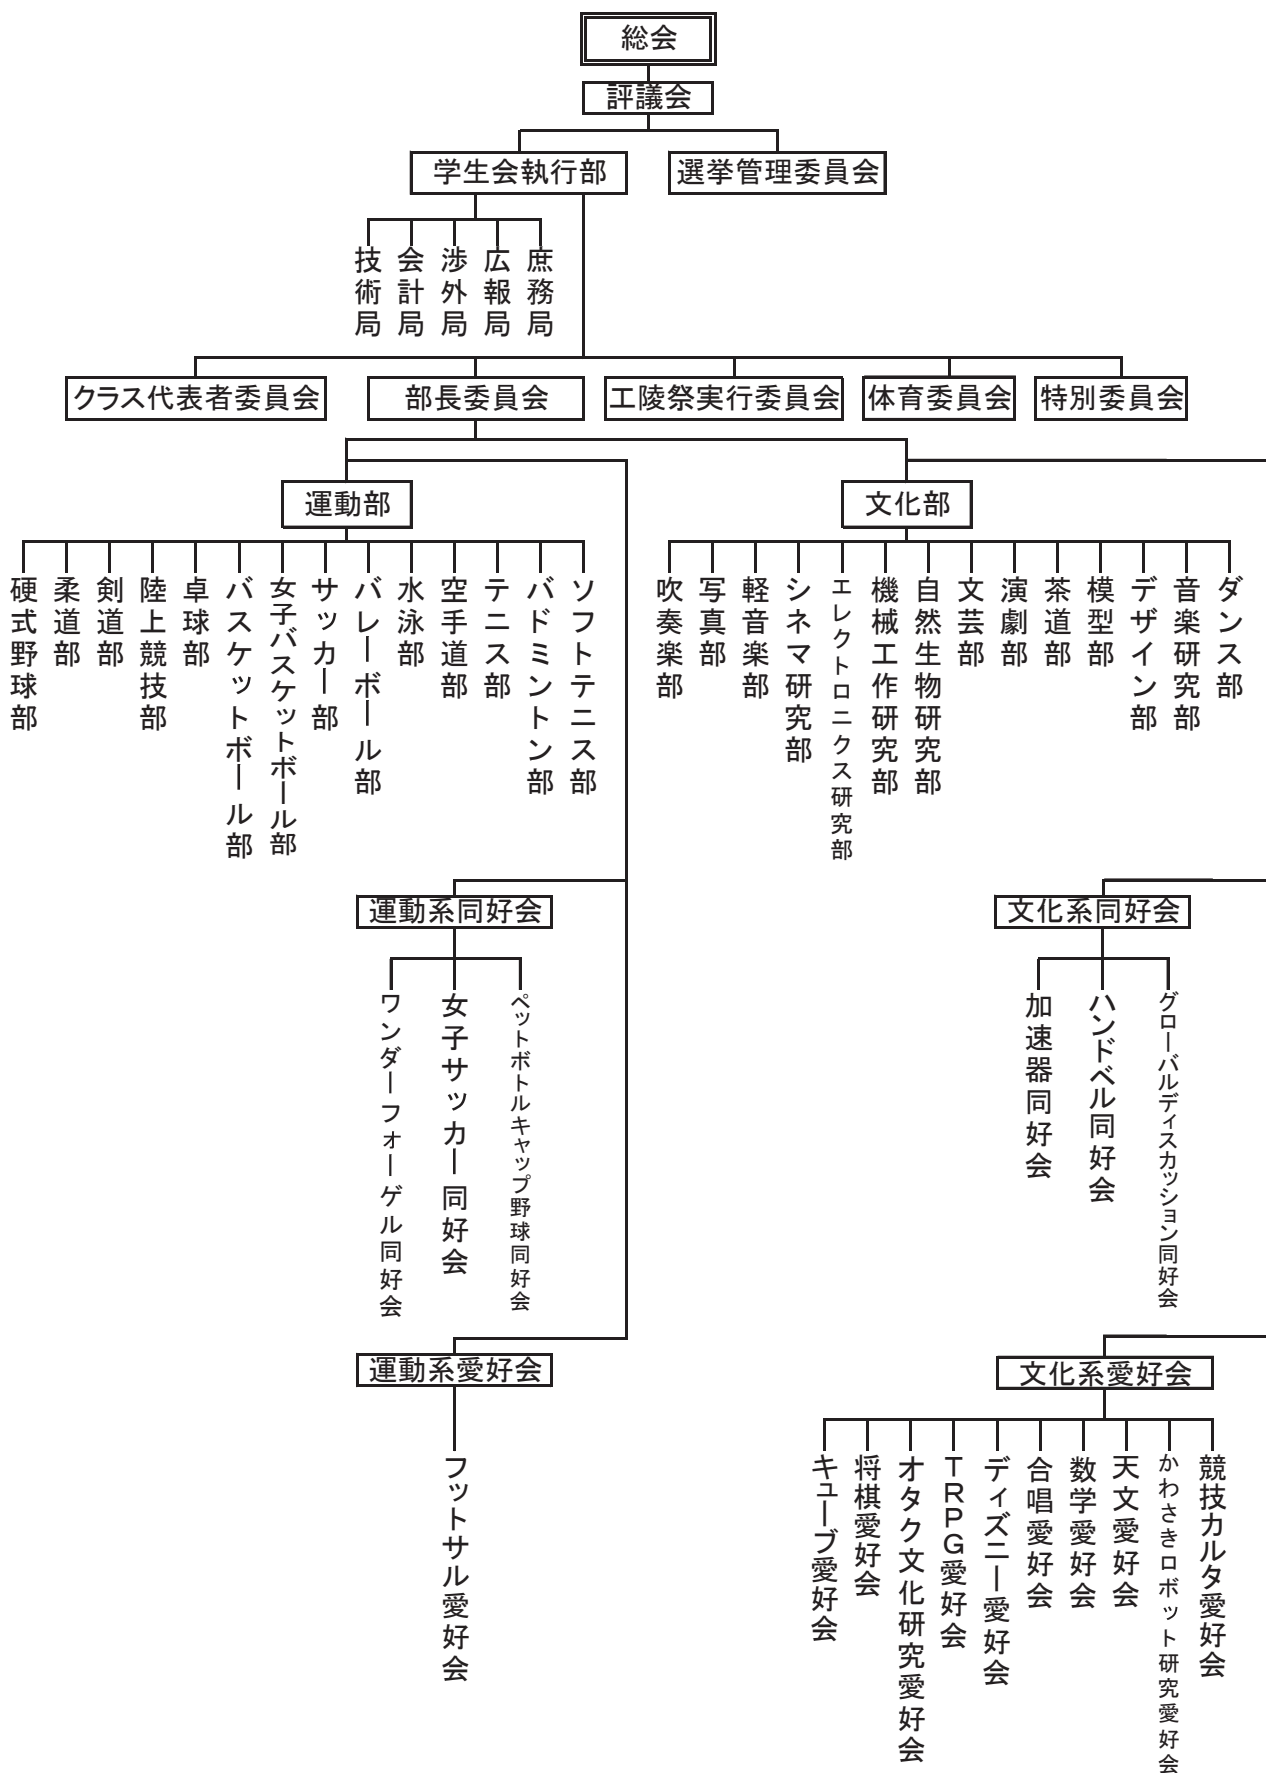 総会
評議会
学生会執行部
選挙管理委員会
技術局
会計局
渉外局
広報局
庶務局
クラス代表者委員会
部長委員会
工陵祭実行委員会
体育委員会
特別委員会
運動部
文化部
硬式野球部
柔道部
剣道部
陸上競技部
卓球部
バスケットボール部
女子バスケットボール部
サッカー部
バレーボール部
水泳部
空手道部
テニス部
バドミントン部
ソフトテニス部
吹奏楽部
写真部
軽音楽部
シネマ研究部
エレクトロニクス研究部
機械工作研究部
自然生物研究部
文芸部
演劇部
茶道部
模型部
デザイン部
音楽研究部
ダンス部
運動系同好会
文化系同好会
ワンダーフォーゲル同好会
女子サッカー同好会
ペットボトルキャップ野球同好会
加速器同好会
ハンドベル同好会
グローバルディスカッション同好会
運動系愛好会
文化系愛好会
フットサル愛好会
キューブ愛好会
将棋愛好会
オタク文化研究愛好会
TRPG愛好会
ディズニー愛好会
合唱愛好会
数学愛好会
天文愛好会
かわさきロボット研究愛好会
競技カルタ愛好会